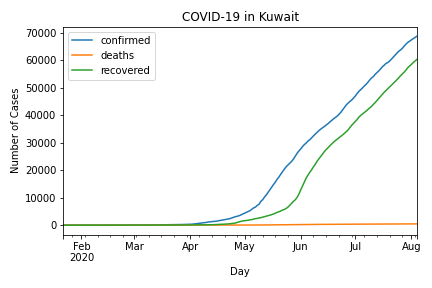 COVID-19 in Kuwait
confirmed
deaths
recovered
Number of Cases
70000
60000
50000
40000
30000
20000
10000
0
Feb Mar Apr May Jun Jul Aug
2020
Day